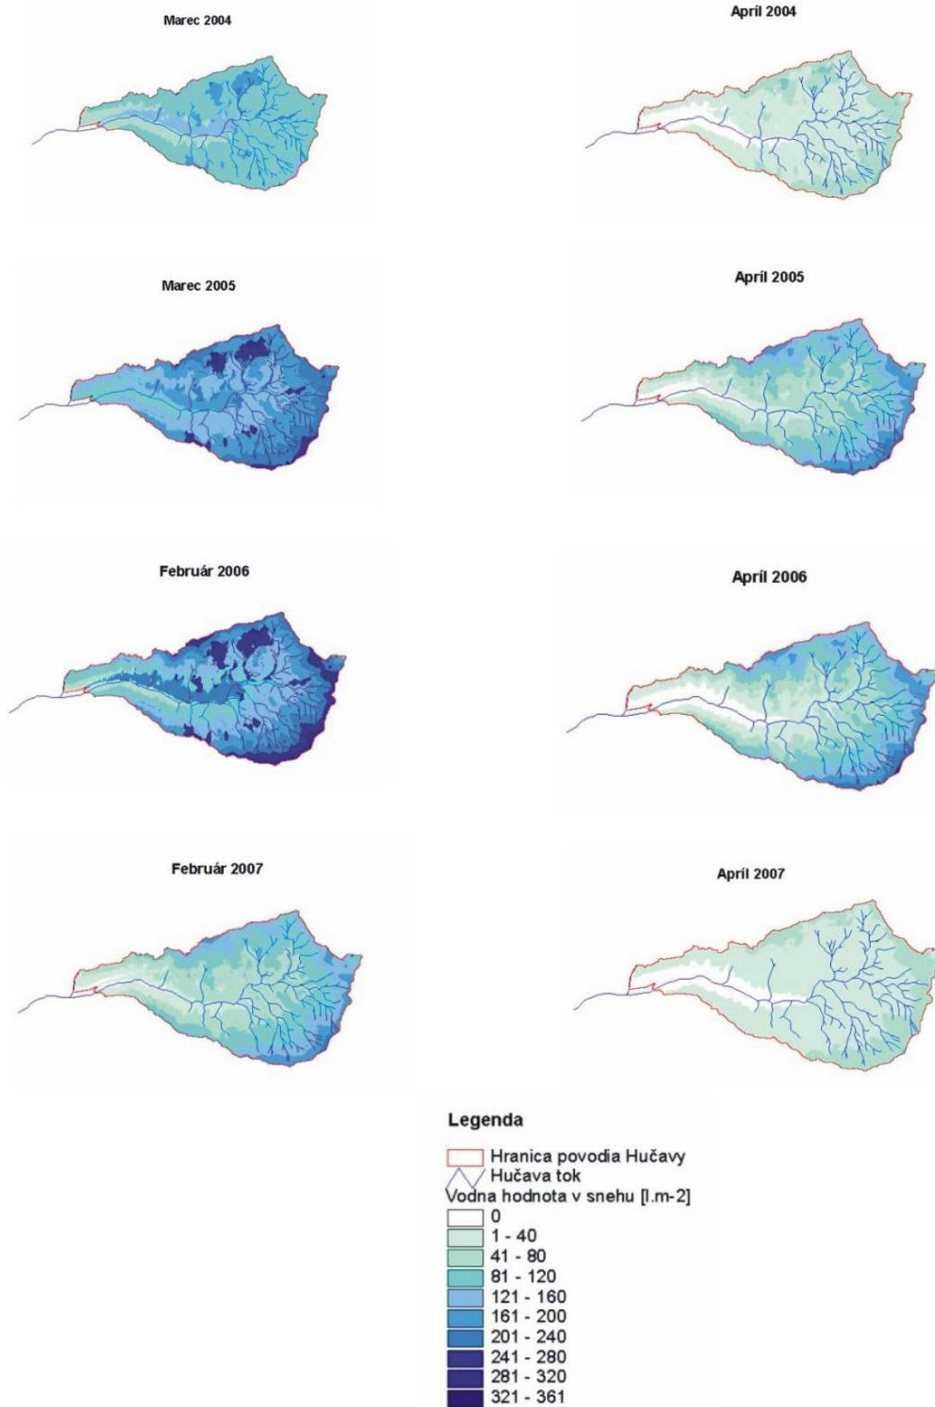 Marec 2004
Apríl 2004
Marec 2005
Apríl 2005
Február 2006
Apríl 2006
Február 2007
Apríl 2007
Legenda
Hranica povodia Hučavy
Hučava tok
Vodna hodnota v snehu [l.m-2]
0
1 - 40
41 - 80
81 - 120
121 - 160
161 - 200
201 - 240
241 - 280
281 - 320
321 - 361